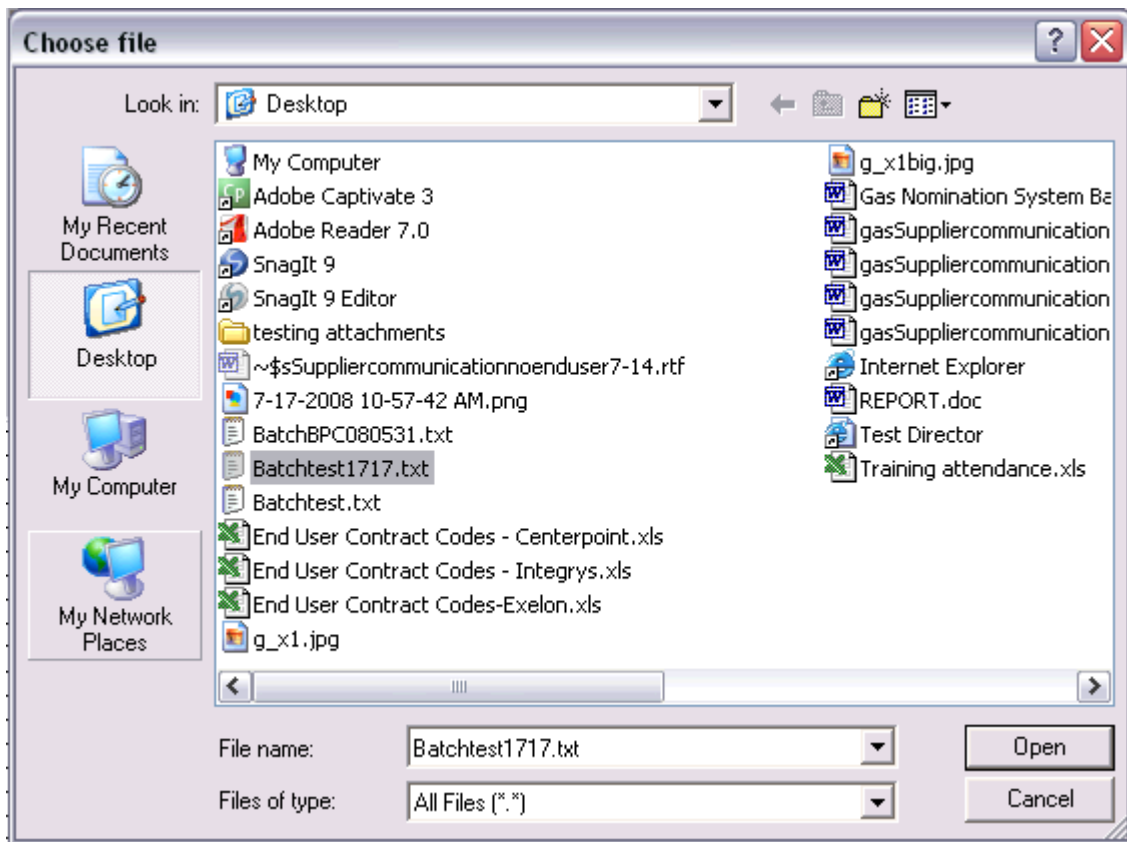 Choose file
Look in:
Desktop
My Recent
Documents
Desktop
My Computer
My Network
Places
My Computer
Adobe Captivate 3
Adobe Reader 7.0
SnagIt 9
SnagIt 9 Editor
testing attachments
~$sSuppliercommunicationnoenduser7-14.rtf
7-17-2008 10-57-42 AM.png
BatchBPC080531.txt
Batchtest1717.txt
Batchtest.txt
End User Contract Codes - Centerpoint.xls
End User Contract Codes - Integrys.xls
End User Contract Codes-Exelon.xls
g_x1.jpg
g_x1big.jpg
Gas Nomination System Ba
gasSuppliercommunication
gasSuppliercommunication
gasSuppliercommunication
gasSuppliercommunication
Internet Explorer
REPORT.doc
Test Director
Training attendance.xls
File name:
Batchtest1717.txt
Open
Files of type:
All Files (*.*)
Cancel